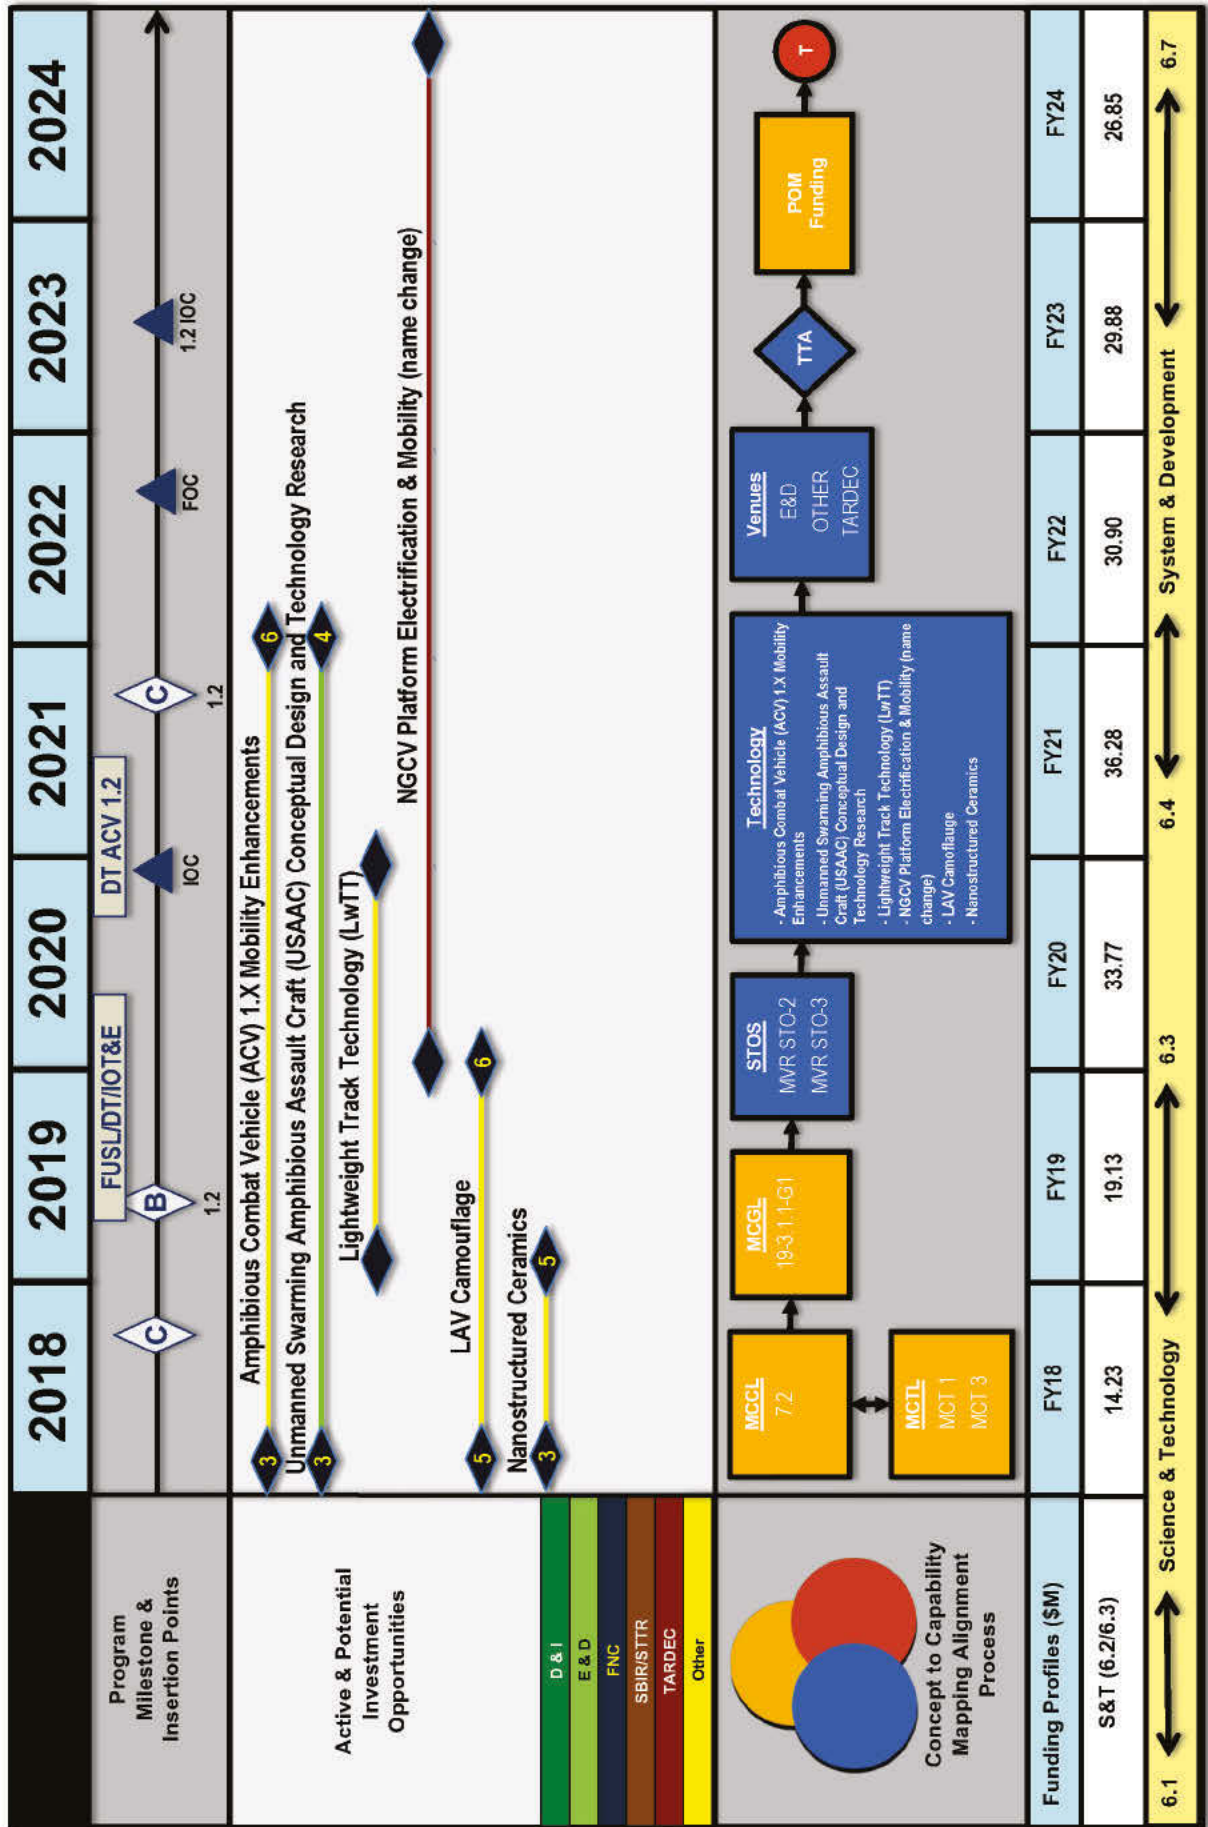 2018
2019
2020
2021
2022
2023
2024
Program
Milestone &
Insertion Points
FUSL/DT/IOT&E
DT ACV 1.2
C
B
C
1.2
IOC
1.2
FOC
1.2 IOC
Active & Potential
Investment
Opportunities
D & I
E & D
FNC
SBIR/STTR
TARDEC
Other
Amphibious Combat Vehicle (ACV) 1.X Mobility Enhancements
3
6
Unmanned Swarming Amphibious Assault Craft (USAAC) Conceptual Design and Technology Research
3
4
Lightweight Track Technology (LwTT)
NGCV Platform Electrification & Mobility (name change)
LAV Camouflage
5
6
Nanostructured Ceramics
3
5
Concept to Capability
Mapping Alignment
Process
MCCL
7.2
MCTL
MCT 1
MCT 3
MCGL
19-3.1.1-G1
STOS
MVR STO-2
MVR STO-3
Technology
- Amphibious Combat Vehicle (ACV) 1.X Mobility
Enhancements
- Unmanned Swarming Amphibious Assault
Craft (USAAC) Conceptual Design and
Technology Research
- Lightweight Track Technology (LwTT)
- NGCV Platform Electrification & Mobility (name
change)
- LAV Camoflauge
- Nanostructured Ceramics
Venues
E&D
OTHER
TARDEC
TTA
POM
Funding
T
Funding Profiles ($M)
FY18
FY19
FY20
FY21
FY22
FY23
FY24
S&T (6.2/6.3)
14.23
19.13
33.77
36.28
30.90
29.88
26.85
6.1
Science & Technology
6.3
6.4
System & Development
6.7